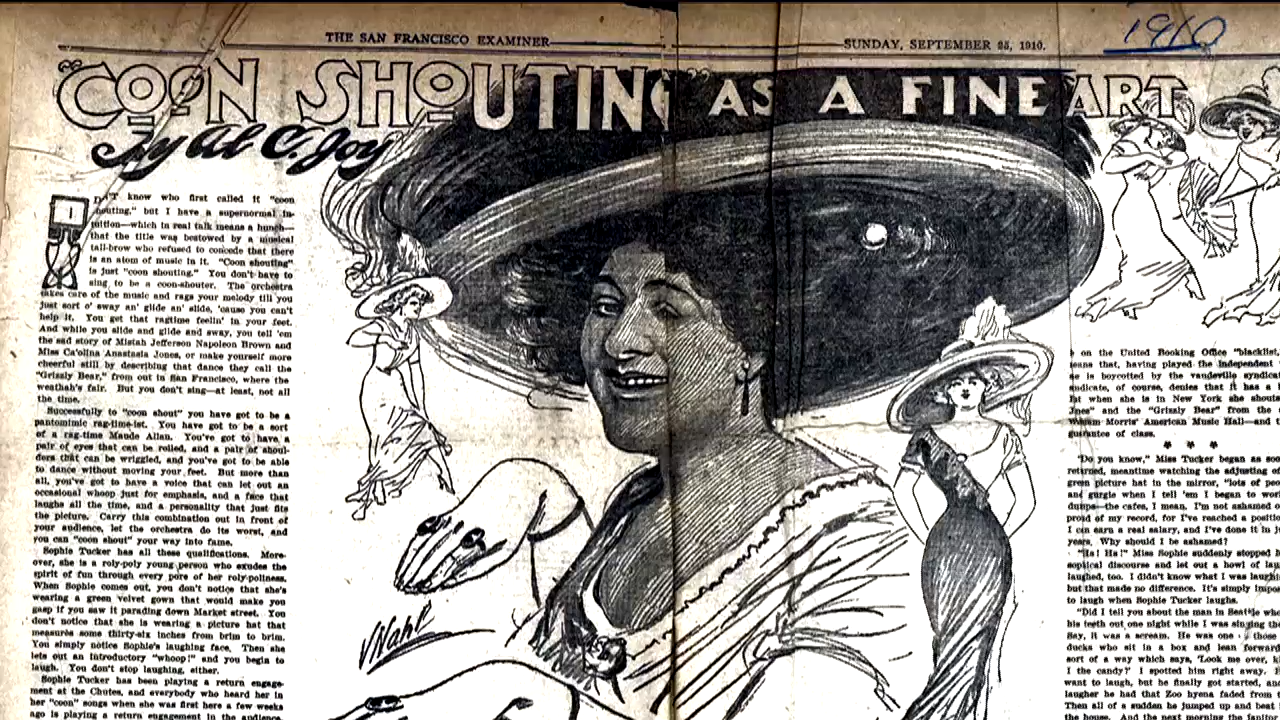 THE SAN FRANCISCO EXAMINER
SUNDAY, SEPTEMBER 25, 1910.
1910
"COON SHOUTING" AS A FINE ART
By Al C. Joy
I DON'T know who first called it "coon
shouting," but I have a supernormal in-
tuition—which in real talk means a hunch—
that the title was bestowed by a musical
tall-brow who refused to concede that there
is an atom of music in it. "Coon shouting"
is just "coon shouting." You don't have to
sing to be a coon-shouter. The orchestra
takes care of the music and rags your melody till you
just sort o' sway an' glide an' slide, 'cause you can't
help it. You get that ragtime feelin' in your feet.
And while you slide and glide and sway, you tell 'em
the sad story of Mistah Jefferson Napoleon Brown and
Miss Ca'olina Anastasia Jones, or make yourself more
cheerful still by describing that dance they call the
"Grizzly Bear," from out in San Francisco, where the
weathah's fair. But you don't sing—at least, not all
the time.
Successfully to "coon shout" you have got to be a
pantomimic rag-time-ist. You have got to be a sort
of a rag-time Maude Allan. You've got to have a
pair of eyes that can be rolled, and a pair of shoul-
ders that can be wriggled, and you've got to be able
to dance without moving your feet. But more than
all, you've got to have a voice that can let out an
occasional whoop just for emphasis, and a face that
laughs all the time, and a personality that just fits
the picture. Carry this combination out in front of
your audience, let the orchestra do its worst, and
you can "coon shout" your way into fame.
Sophie Tucker has all these qualifications. More-
over, she is a roly-poly young person who exudes the
spirit of fun through every pore of her roly-poliness.
When Sophie comes out, you don't notice that she's
wearing a green velvet gown that would make you
gasp if you saw it parading down Market street. You
don't notice that she is wearing a picture hat that
measures some thirty-six inches from brim to brim.
You simply notice Sophie's laughing face. Then she
lets out an introductory "whoop!" and you begin to
laugh. You don't stop laughing, either.
Sophie Tucker has been playing a return engage-
ment at the Chutes, and everybody who heard her in
her "coon" songs when she was first here a few weeks
ago is playing a return engagement in the audience.
VWahl
on the United Booking Office "blacklist,
means that, having played the independent
he is boycotted by the vaudeville syndicat
syndicate, of course, denies that it has a
But when she is in New York she shouts
Jones" and the "Grizzly Bear" from the
William Morris' American Music Hall—and t
guarantee of class.
* * *
"Do you know," Miss Tucker began as soon
returned, meantime watching the adjusting of
green picture hat in the mirror, "lots of peo
and gurgle when I tell 'em I began to wor
dumps—the cafes, I mean. I'm not ashamed o
proud of my record, for I've reached a positio
I can earn a real salary, and I've done it in j
years. Why should I be ashamed?
"Ha! Ha!" Miss Sophie suddenly stopped
sophical discourse and let out a howl of lau
laughed, too. I didn't know what I was laughi
but that made no difference. It's simply impos
to laugh when Sophie Tucker laughs.
"Did I tell you about the man in Seattle who
his teeth out one night while I was singing the
Say, it was a scream. He was one those
ducks who sit in a box and lean forward
sort of a way which says, 'Look me over, k
I the candy?' I spotted him right away. H
want to laugh, but he finally got started, and
laugher he had that Zoo hyena faded from
Then all of a sudden he jumped up and beat
the house. And the next morning the